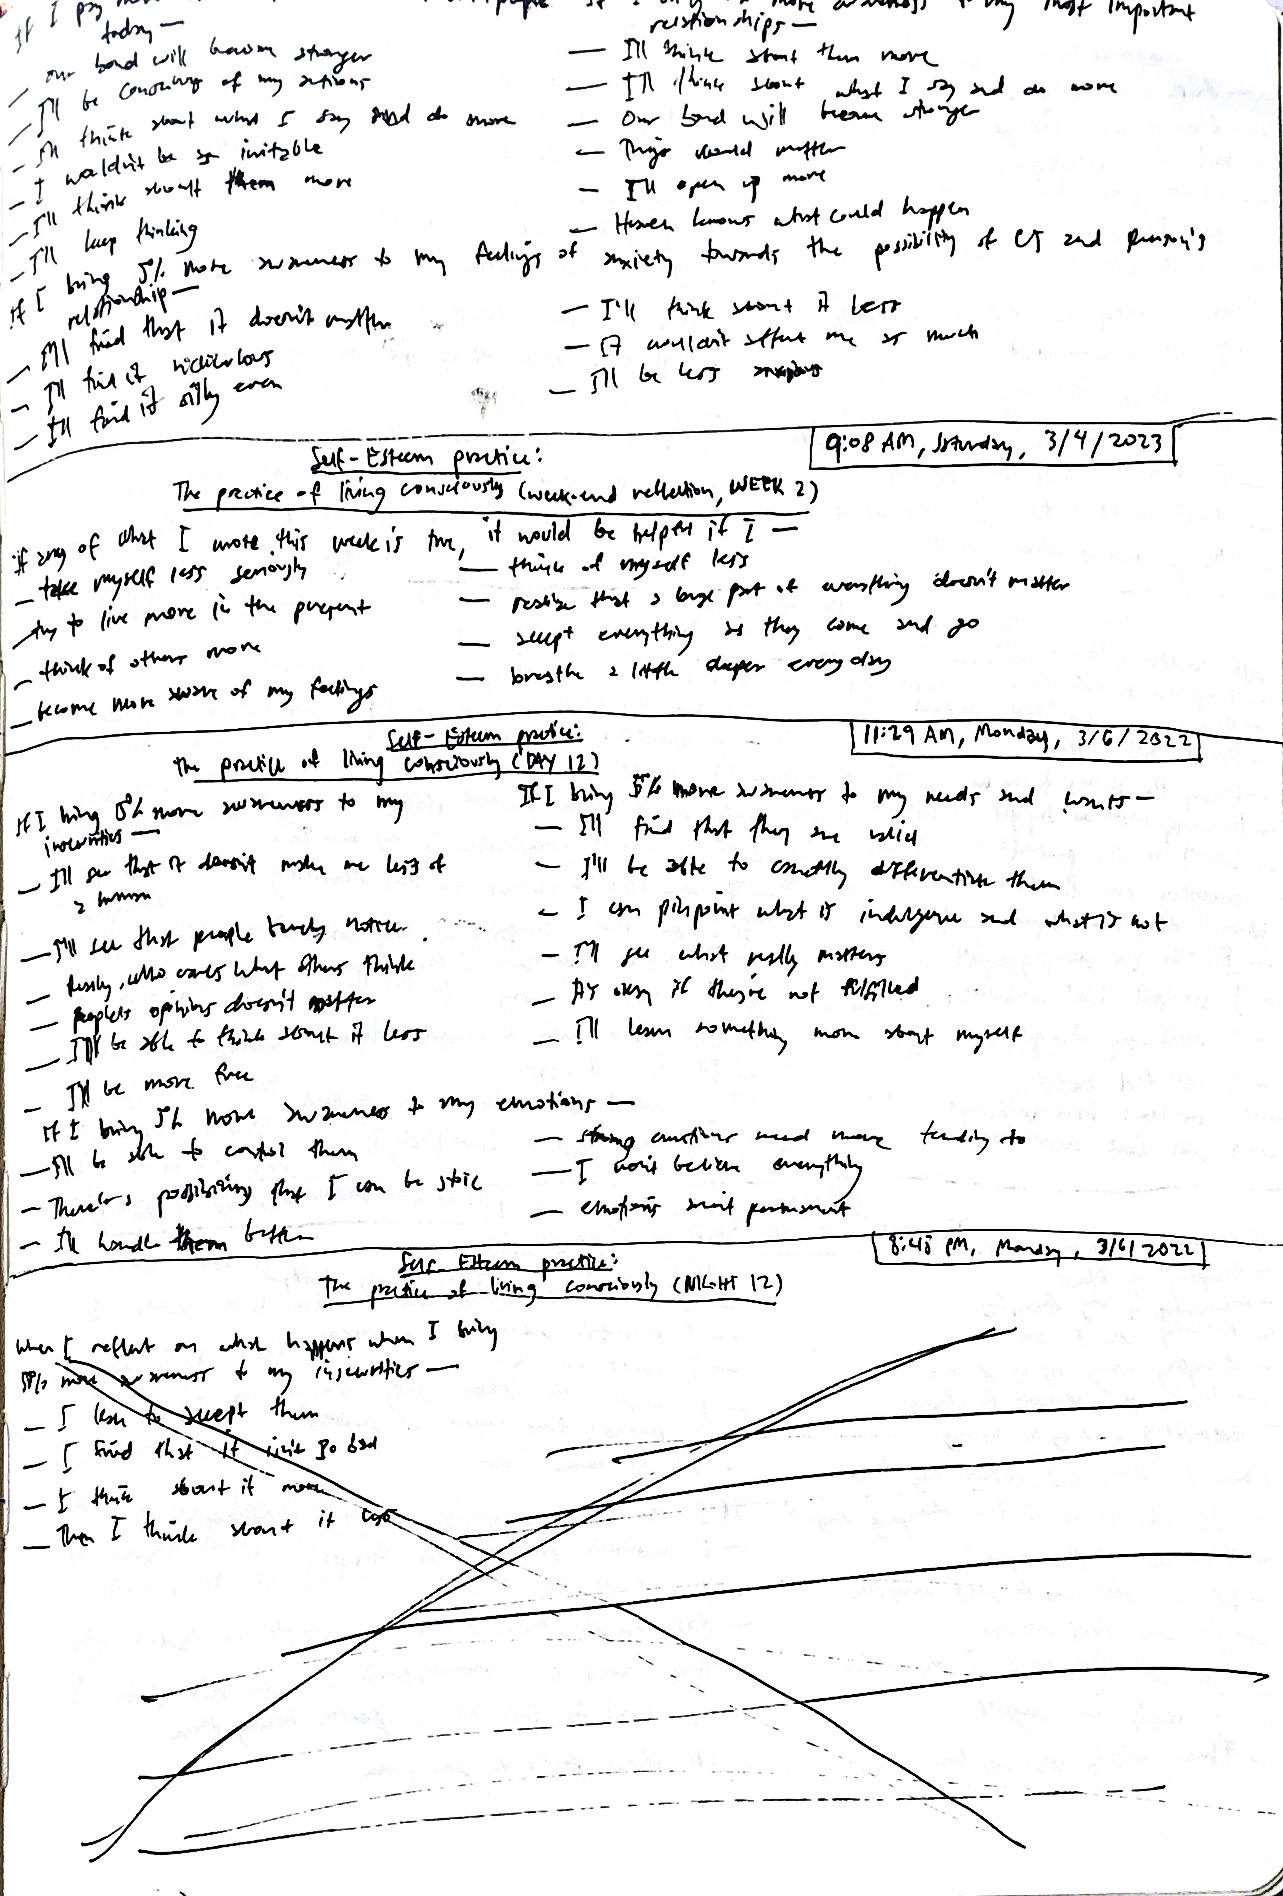 If I pay more
today —
— our bond will become stronger
— I'll be conscious of my actions
— I'll think about what I say and do more
— I wouldn't be so irritable
— I'll think about them more
— I'll keep thinking
more awareness to my most important
relationships —
— I'll think about them more
— I'll think about what I say and do more
— Our bond will become stronger
— Things would matter
— I'll open up more
— Heaven knows what could happen
If I bring 5% more awareness to my feelings of anxiety towards the possibility of CJ and
relationship —
— I'll find that it doesn't matter
— I'll find it ridiculous
— I'll find it silly even
— I'll think about it less
— It wouldn't affect me as much
— I'll be less anxious
9:08 AM, Saturday, 3/4/2023
Self-Esteem practice:
The practice of living consciously (week-end reflection, WEEK 2)
if any of what I wrote this week is true, it would be helpful if I —
— take myself less seriously
— try to live more in the present
— think of others more
— become more aware of my feelings
— think of myself less
— realize that a large part of everything doesn't matter
— accept everything as they come and go
— breathe a little deeper everyday
11:29 AM, Monday, 3/6/2022
Self-Esteem practice:
The practice of living consciously (DAY 12)
If I bring 5% more awareness to my
insecurities —
— I'll see that it doesn't make me less of
a human
— I'll see that people barely notice
— Really, who cares what others think
— people's opinions doesn't matter
— I'll be able to think about it less
— I'll be more free
If I bring 5% more awareness to my needs and wants —
— I'll find that they are valid
— I'll be able to differentiate them
— I can pinpoint what is indulgence and what is not
— I'll see what really matters
— It's okay if they're not fulfilled
— I'll learn something more about myself
If I bring 5% more awareness to my emotions —
— I'll be able to control them
— There's a possibility that I can be stoic
— I'll handle them better
— strong emotions need more tending to
— I won't believe everything
— emotions aren't permanent
8:48 PM, Monday, 3/6/2022
Self-Esteem practice:
The practice of living consciously (NIGHT 12)
When I reflect on what happens when I bring
5% more awareness to my insecurities —
— I learn to accept them
— I find that it isn't so bad
— I think about it more
— Then I think about it less